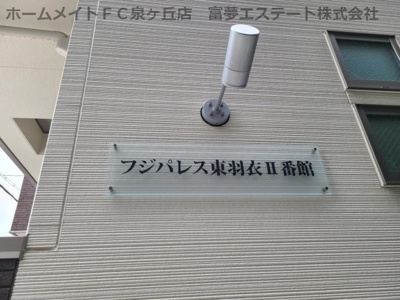 ホームメイトFC泉ヶ丘店　富夢エステート株式会社
フジパレス東羽衣Ⅱ番館